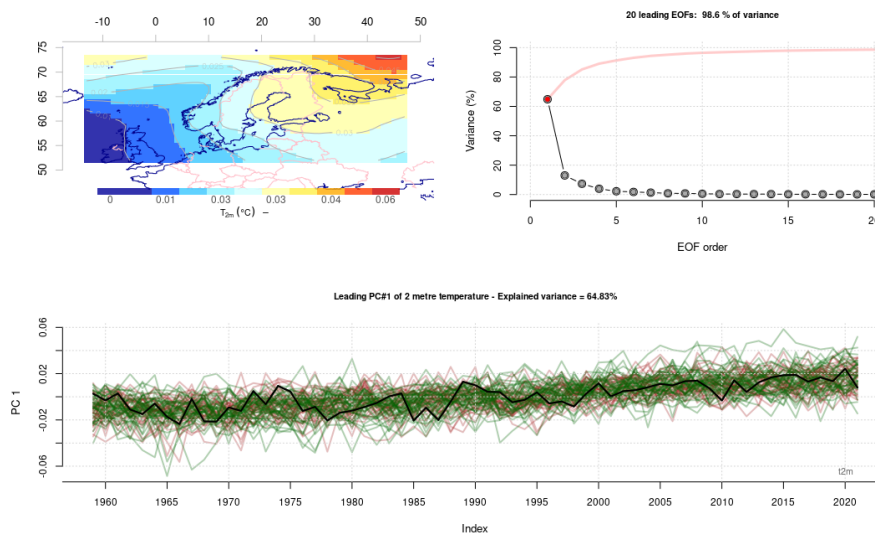 -10 0 10 20 30 40 50
75
70
65
60
55
50
0 0.01 0.02 0.03 0.03 0.04 0.06
T2m (°C) –
20 leading EOFs: 98.6 % of variance
100
80
60
40
20
0
Variance (%)
0 5 10 15 20
EOF order
Leading PC#1 of 2 metre temperature - Explained variance = 64.83%
0.06
0.02
-0.02
-0.06
PC 1
t2m
1960 1965 1970 1975 1980 1985 1990 1995 2000 2005 2010 2015 2020
Index